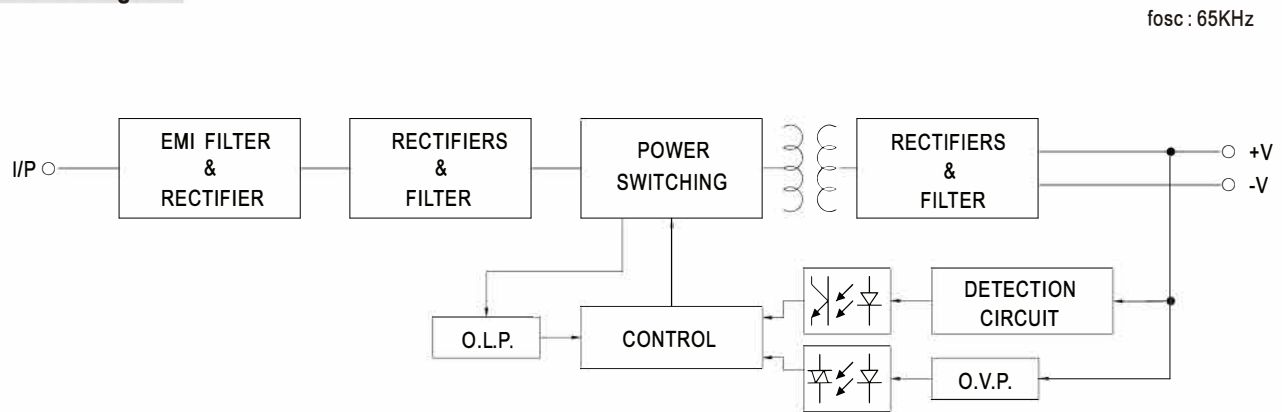 fosc : 65KHz
I/P
EMI FILTER
&
RECTIFIER
RECTIFIERS
&
FILTER
POWER
SWITCHING
RECTIFIERS
&
FILTER
+V
-V
O.L.P.
CONTROL
DETECTION
CIRCUIT
O.V.P.